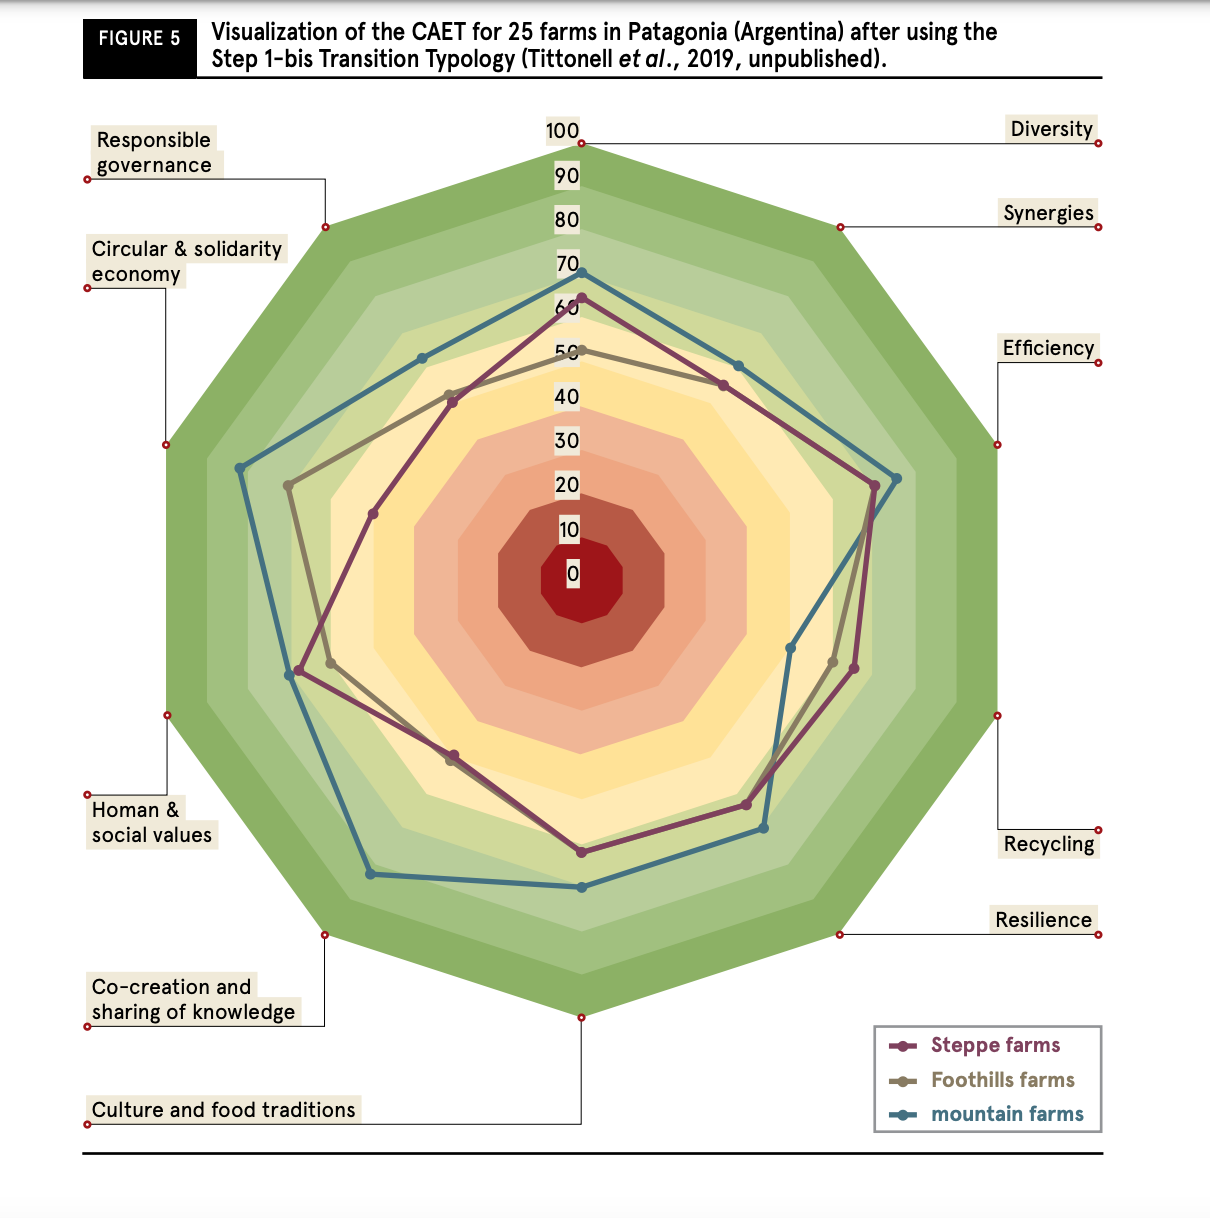 FIGURE 5
Visualization of the CAET for 25 farms in Patagonia (Argentina) after using the
Step 1-bis Transition Typology (Tittonell et al., 2019, unpublished).
Responsible
governance
Circular & solidarity
economy
Human &
social values
Co-creation and
sharing of knowledge
Culture and food traditions
100
90
80
70
60
50
40
30
20
10
0
Diversity
Synergies
Efficiency
Recycling
Resilience
Steppe farms
Foothills farms
mountain farms